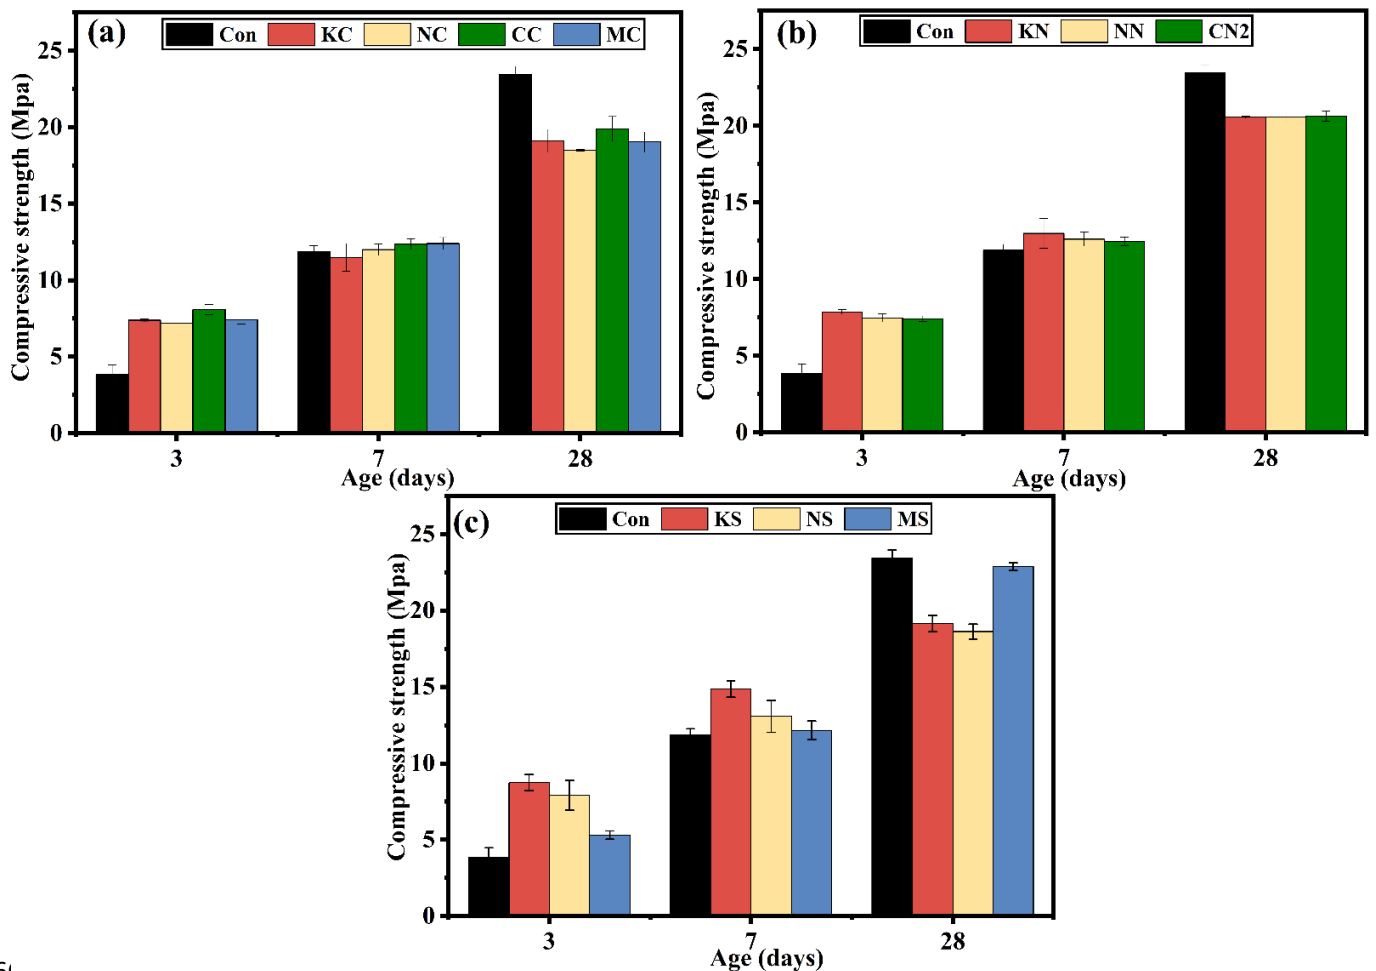 (a)
Con KC NC CC MC
Compressive strength (Mpa)
25
20
15
10
5
0
3 7 28
Age (days)
(b)
Con KN NN CN2
Compressive strength (Mpa)
25
20
15
10
5
0
3 7 28
Age (days)
(c)
Con KS NS MS
Compressive strength (Mpa)
25
20
15
10
5
0
3 7 28
Age (days)